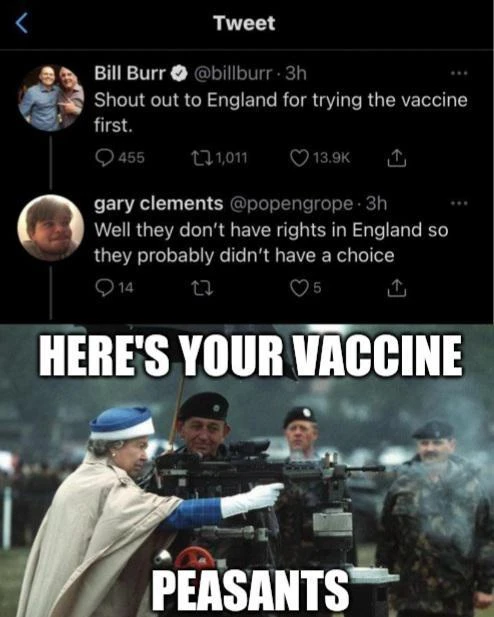 Tweet
Bill Burr @billburr · 3h
Shout out to England for trying the vaccine
first.
455 1,011 13.9K
gary clements @popengrope · 3h
Well they don't have rights in England so
they probably didn't have a choice
14 5
HERE'S YOUR VACCINE
PEASANTS